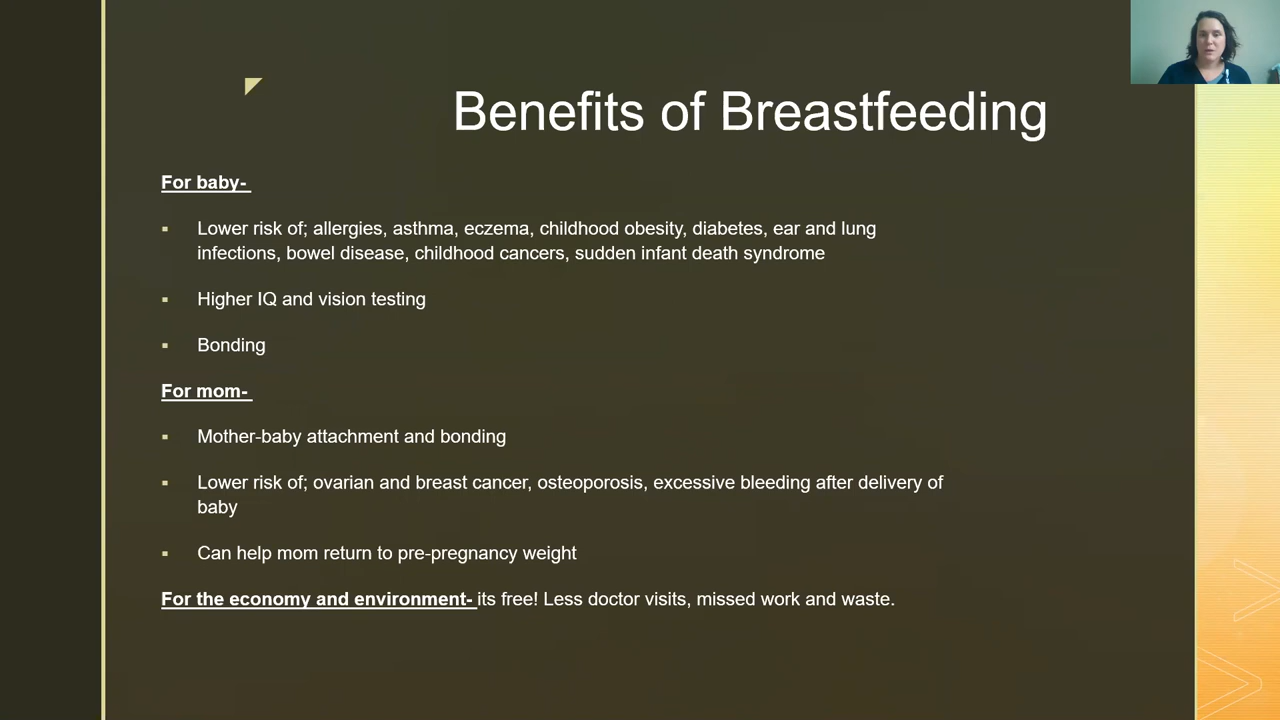 Benefits of Breastfeeding
For baby-
▪ Lower risk of; allergies, asthma, eczema, childhood obesity, diabetes, ear and lung
infections, bowel disease, childhood cancers, sudden infant death syndrome
▪ Higher IQ and vision testing
▪ Bonding
For mom-
▪ Mother-baby attachment and bonding
▪ Lower risk of; ovarian and breast cancer, osteoporosis, excessive bleeding after delivery of
baby
▪ Can help mom return to pre-pregnancy weight
For the economy and environment- its free! Less doctor visits, missed work and waste.